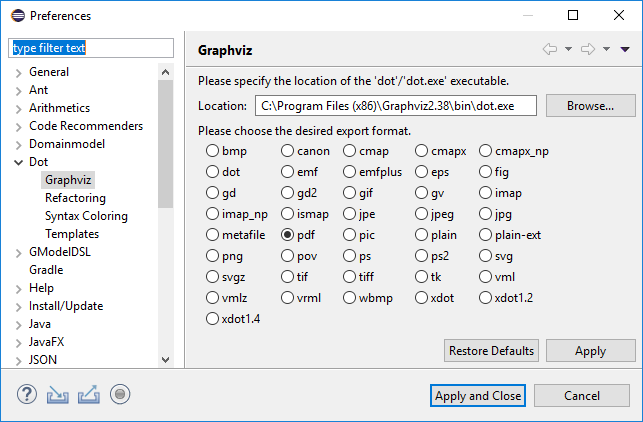 Preferences
type filter text
General
Ant
Arithmetics
Code Recommenders
Domainmodel
Dot
Graphviz
Refactoring
Syntax Coloring
Templates
GModelDSL
Gradle
Help
Install/Update
Java
JavaFX
JSON
Graphviz
Please specify the location of the 'dot'/'dot.exe' executable.
Location: C:\Program Files (x86)\Graphviz2.38\bin\dot.exe Browse...
Please choose the desired export format.
bmp canon cmap cmapx cmapx_np
dot emf emfplus eps fig
gd gd2 gif gv imap
imap_np ismap jpe jpeg jpg
metafile pdf pic plain plain-ext
png pov ps ps2 svg
svgz tif tiff tk vml
vmlz vrml wbmp xdot xdot1.2
xdot1.4
Restore Defaults Apply
? Apply and Close Cancel